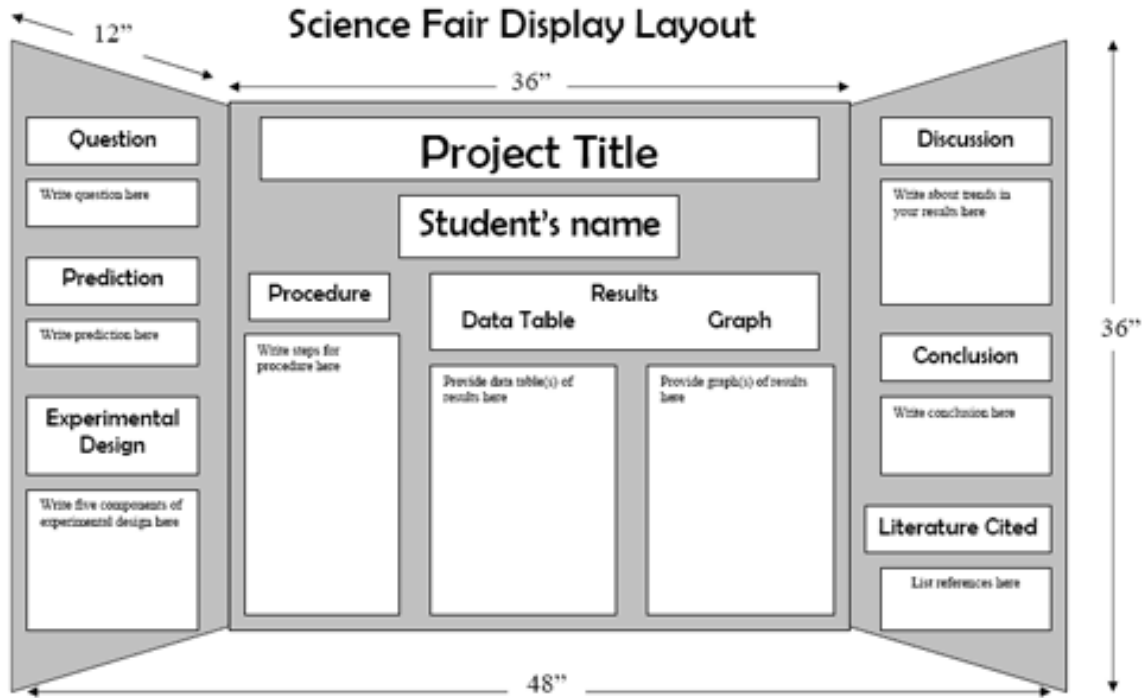 Science Fair Display Layout
12”
36”
Question
Write question here
Prediction
Write prediction here
Experimental
Design
Write five components of
experimental design here
Project Title
Student’s name
Procedure
Write steps for
procedure here
Results
Data Table Graph
Provide data table(s) of
results here
Provide graph(s) of results
here
Discussion
Write about trends in
your results here
Conclusion
Write conclusion here
Literature Cited
List references here
36”
48”